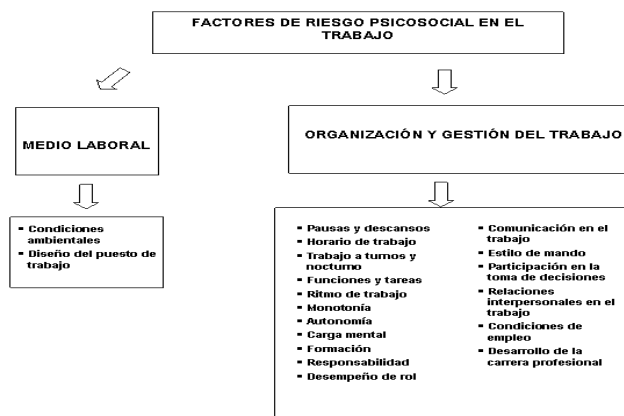 FACTORES DE RIESGO PSICOSOCIAL EN EL
TRABAJO
MEDIO LABORAL
ORGANIZACIÓN Y GESTIÓN DEL TRABAJO
▪ Condiciones
ambientales
▪ Diseño del puesto de
trabajo
▪ Pausas y descansos
▪ Horario de trabajo
▪ Trabajo a turnos y
nocturno
▪ Funciones y tareas
▪ Ritmo de trabajo
▪ Monotonía
▪ Autonomía
▪ Carga mental
▪ Formación
▪ Responsabilidad
▪ Desempeño de rol
▪ Comunicación en el
trabajo
▪ Estilo de mando
▪ Participación en la
toma de decisiones
▪ Relaciones
interpersonales en el
trabajo
▪ Condiciones de
empleo
▪ Desarrollo de la
carrera profesional